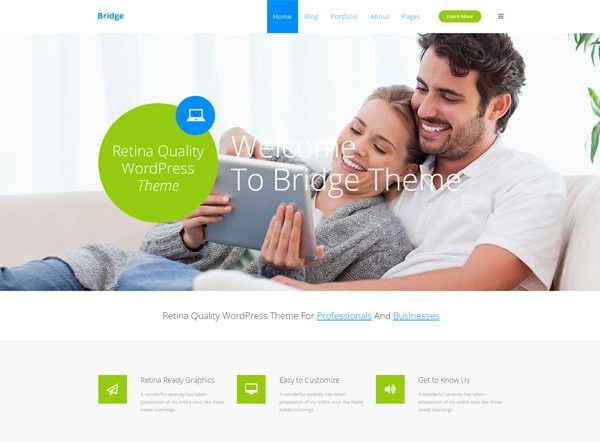 Bridge
Home Blog Portfolio About Pages Learn More
Retina Quality
WordPress
Theme
Welcome
To Bridge Theme
Retina Quality WordPress Theme For Professionals And Businesses
Retina Ready Graphics
A wonderful serenity has taken
possession of my entire soul, like these
sweet mornings.
Easy to Customize
A wonderful serenity has taken
possession of my entire soul, like these
sweet mornings.
Get to Know Us
A wonderful serenity has taken
possession of my entire soul, like these
sweet mornings.